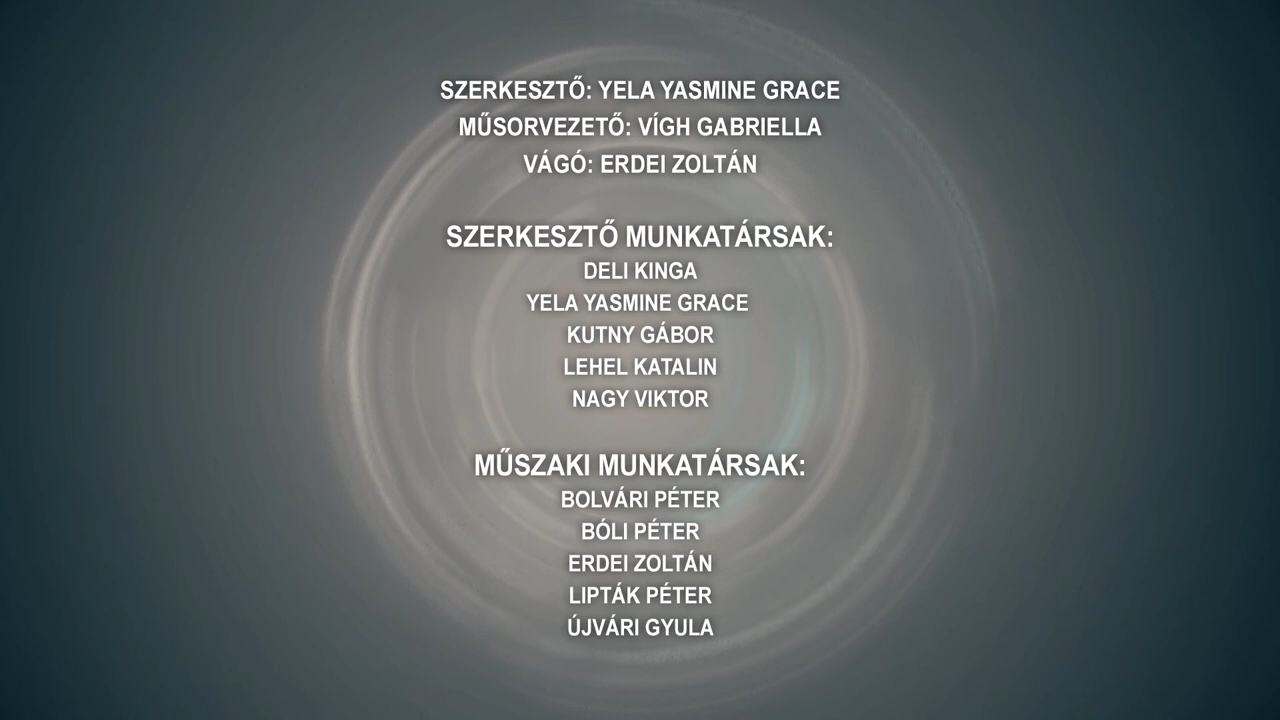 SZERKESZTŐ: YELA YASMINE GRACE
MŰSORVEZETŐ: VÍGH GABRIELLA
VÁGÓ: ERDEI ZOLTÁN
SZERKESZTŐ MUNKATÁRSAK:
DELI KINGA
YELA YASMINE GRACE
KUTNY GÁBOR
LEHEL KATALIN
NAGY VIKTOR
MŰSZAKI MUNKATÁRSAK:
BOLVÁRI PÉTER
BÓLI PÉTER
ERDEI ZOLTÁN
LIPTÁK PÉTER
ÚJVÁRI GYULA